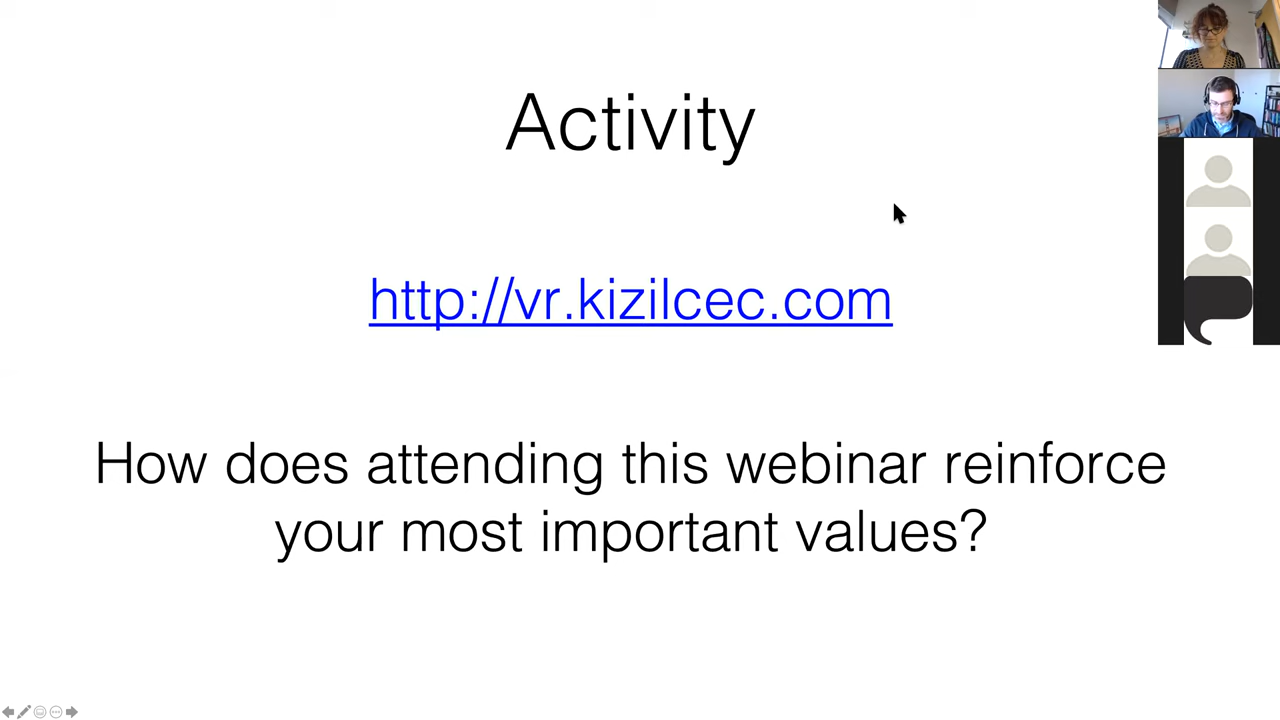 Activity
http://vr.kizilcec.com
How does attending this webinar reinforce
your most important values?